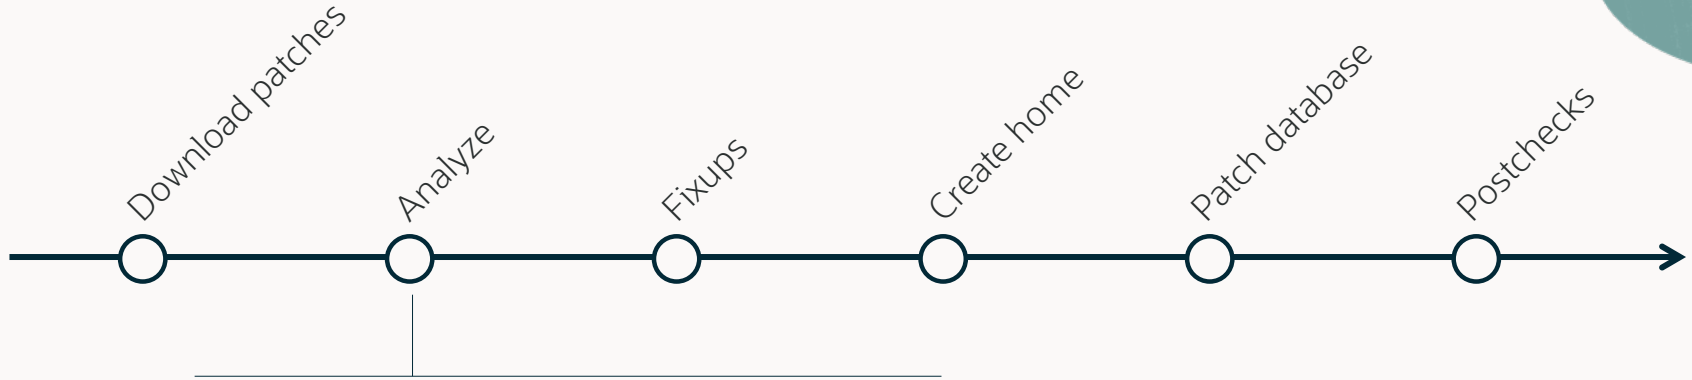 Download patches
Analyze
Fixups
Create home
Patch database
Postchecks